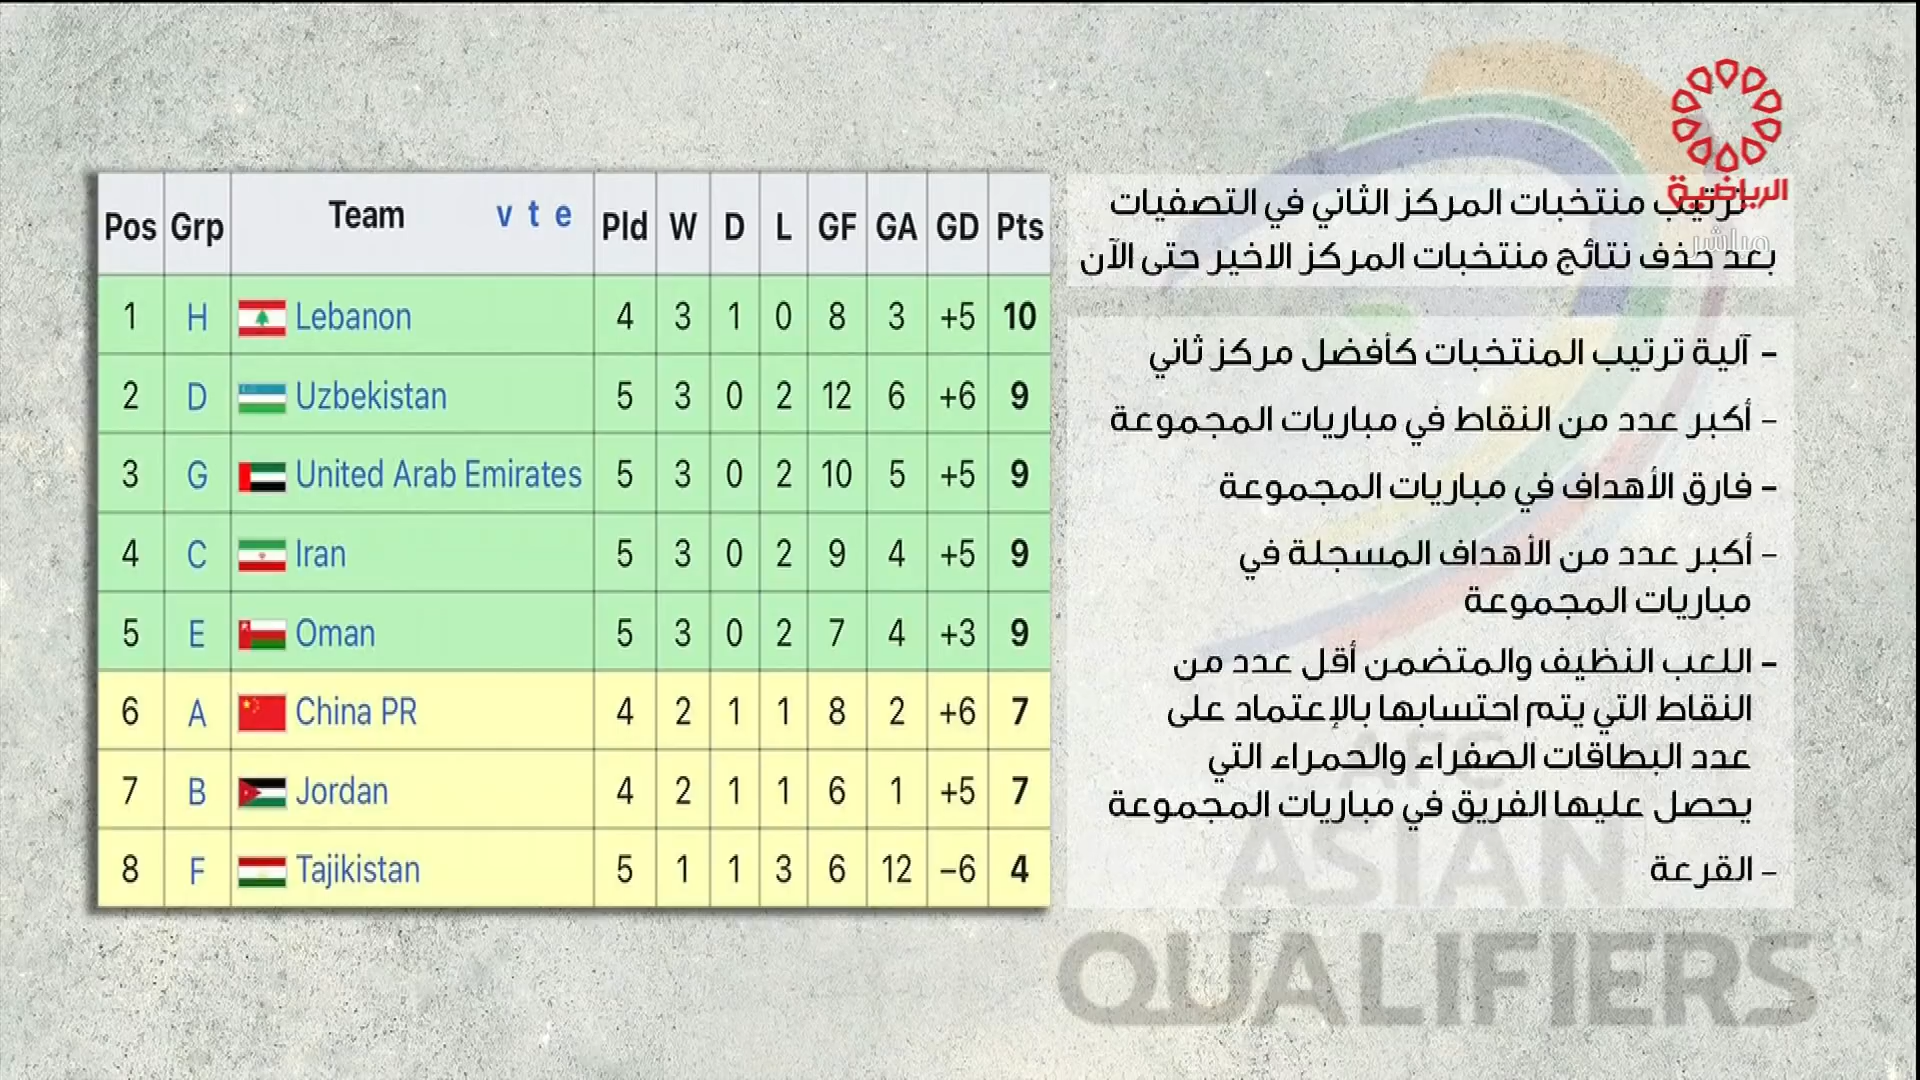 Pos Grp Team v t e Pld W D L GF GA GD Pts
1 H Lebanon 4 3 1 0 8 3 +5 10
2 D Uzbekistan 5 3 0 2 12 6 +6 9
3 G United Arab Emirates 5 3 0 2 10 5 +5 9
4 C Iran 5 3 0 2 9 4 +5 9
5 E Oman 5 3 0 2 7 4 +3 9
6 A China PR 4 2 1 1 8 2 +6 7
7 B Jordan 4 2 1 1 6 1 +5 7
8 F Tajikistan 5 1 1 3 6 12 −6 4
الرياضية
مباشر
ترتيب منتخبات المركز الثاني في التصفيات
بعد حذف نتائج منتخبات المركز الاخير حتى الآن
- آلية ترتيب المنتخبات كأفضل مركز ثاني
- أكبر عدد من النقاط في مباريات المجموعة
- فارق الأهداف في مباريات المجموعة
- أكبر عدد من الأهداف المسجلة في
مباريات المجموعة
- اللعب النظيف والمتضمن أقل عدد من
النقاط التي يتم احتسابها بالإعتماد على
عدد البطاقات الصفراء والحمراء التي
يحصل عليها الفريق في مباريات المجموعة
- القرعة
AFC
ASIAN
QUALIFIERS